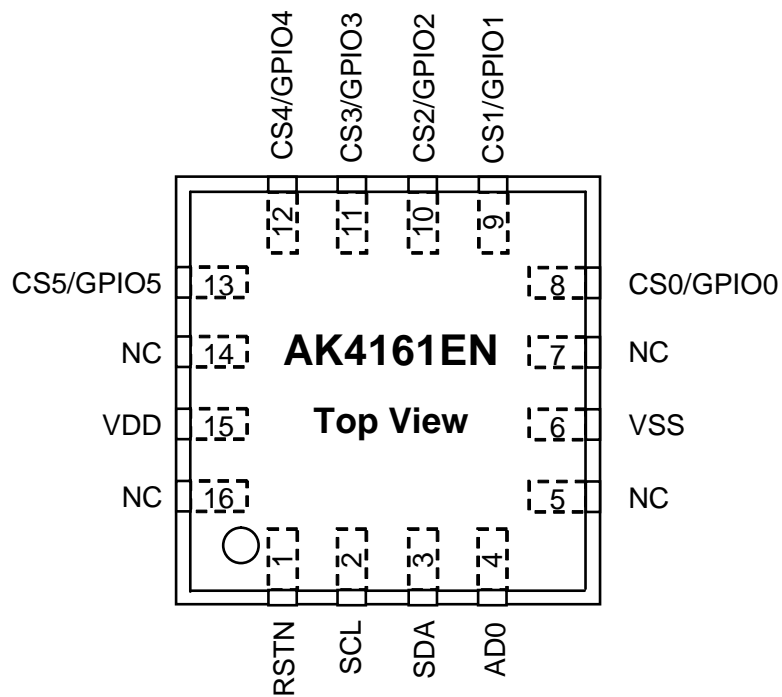 CS4/GPIO4
CS3/GPIO3
CS2/GPIO2
CS1/GPIO1
12
11
10
9
CS5/GPIO5
13
8
CS0/GPIO0
NC
14
AK4161EN
7
NC
VDD
15
Top View
6
VSS
NC
16
5
NC
1
2
3
4
RSTN
SCL
SDA
AD0